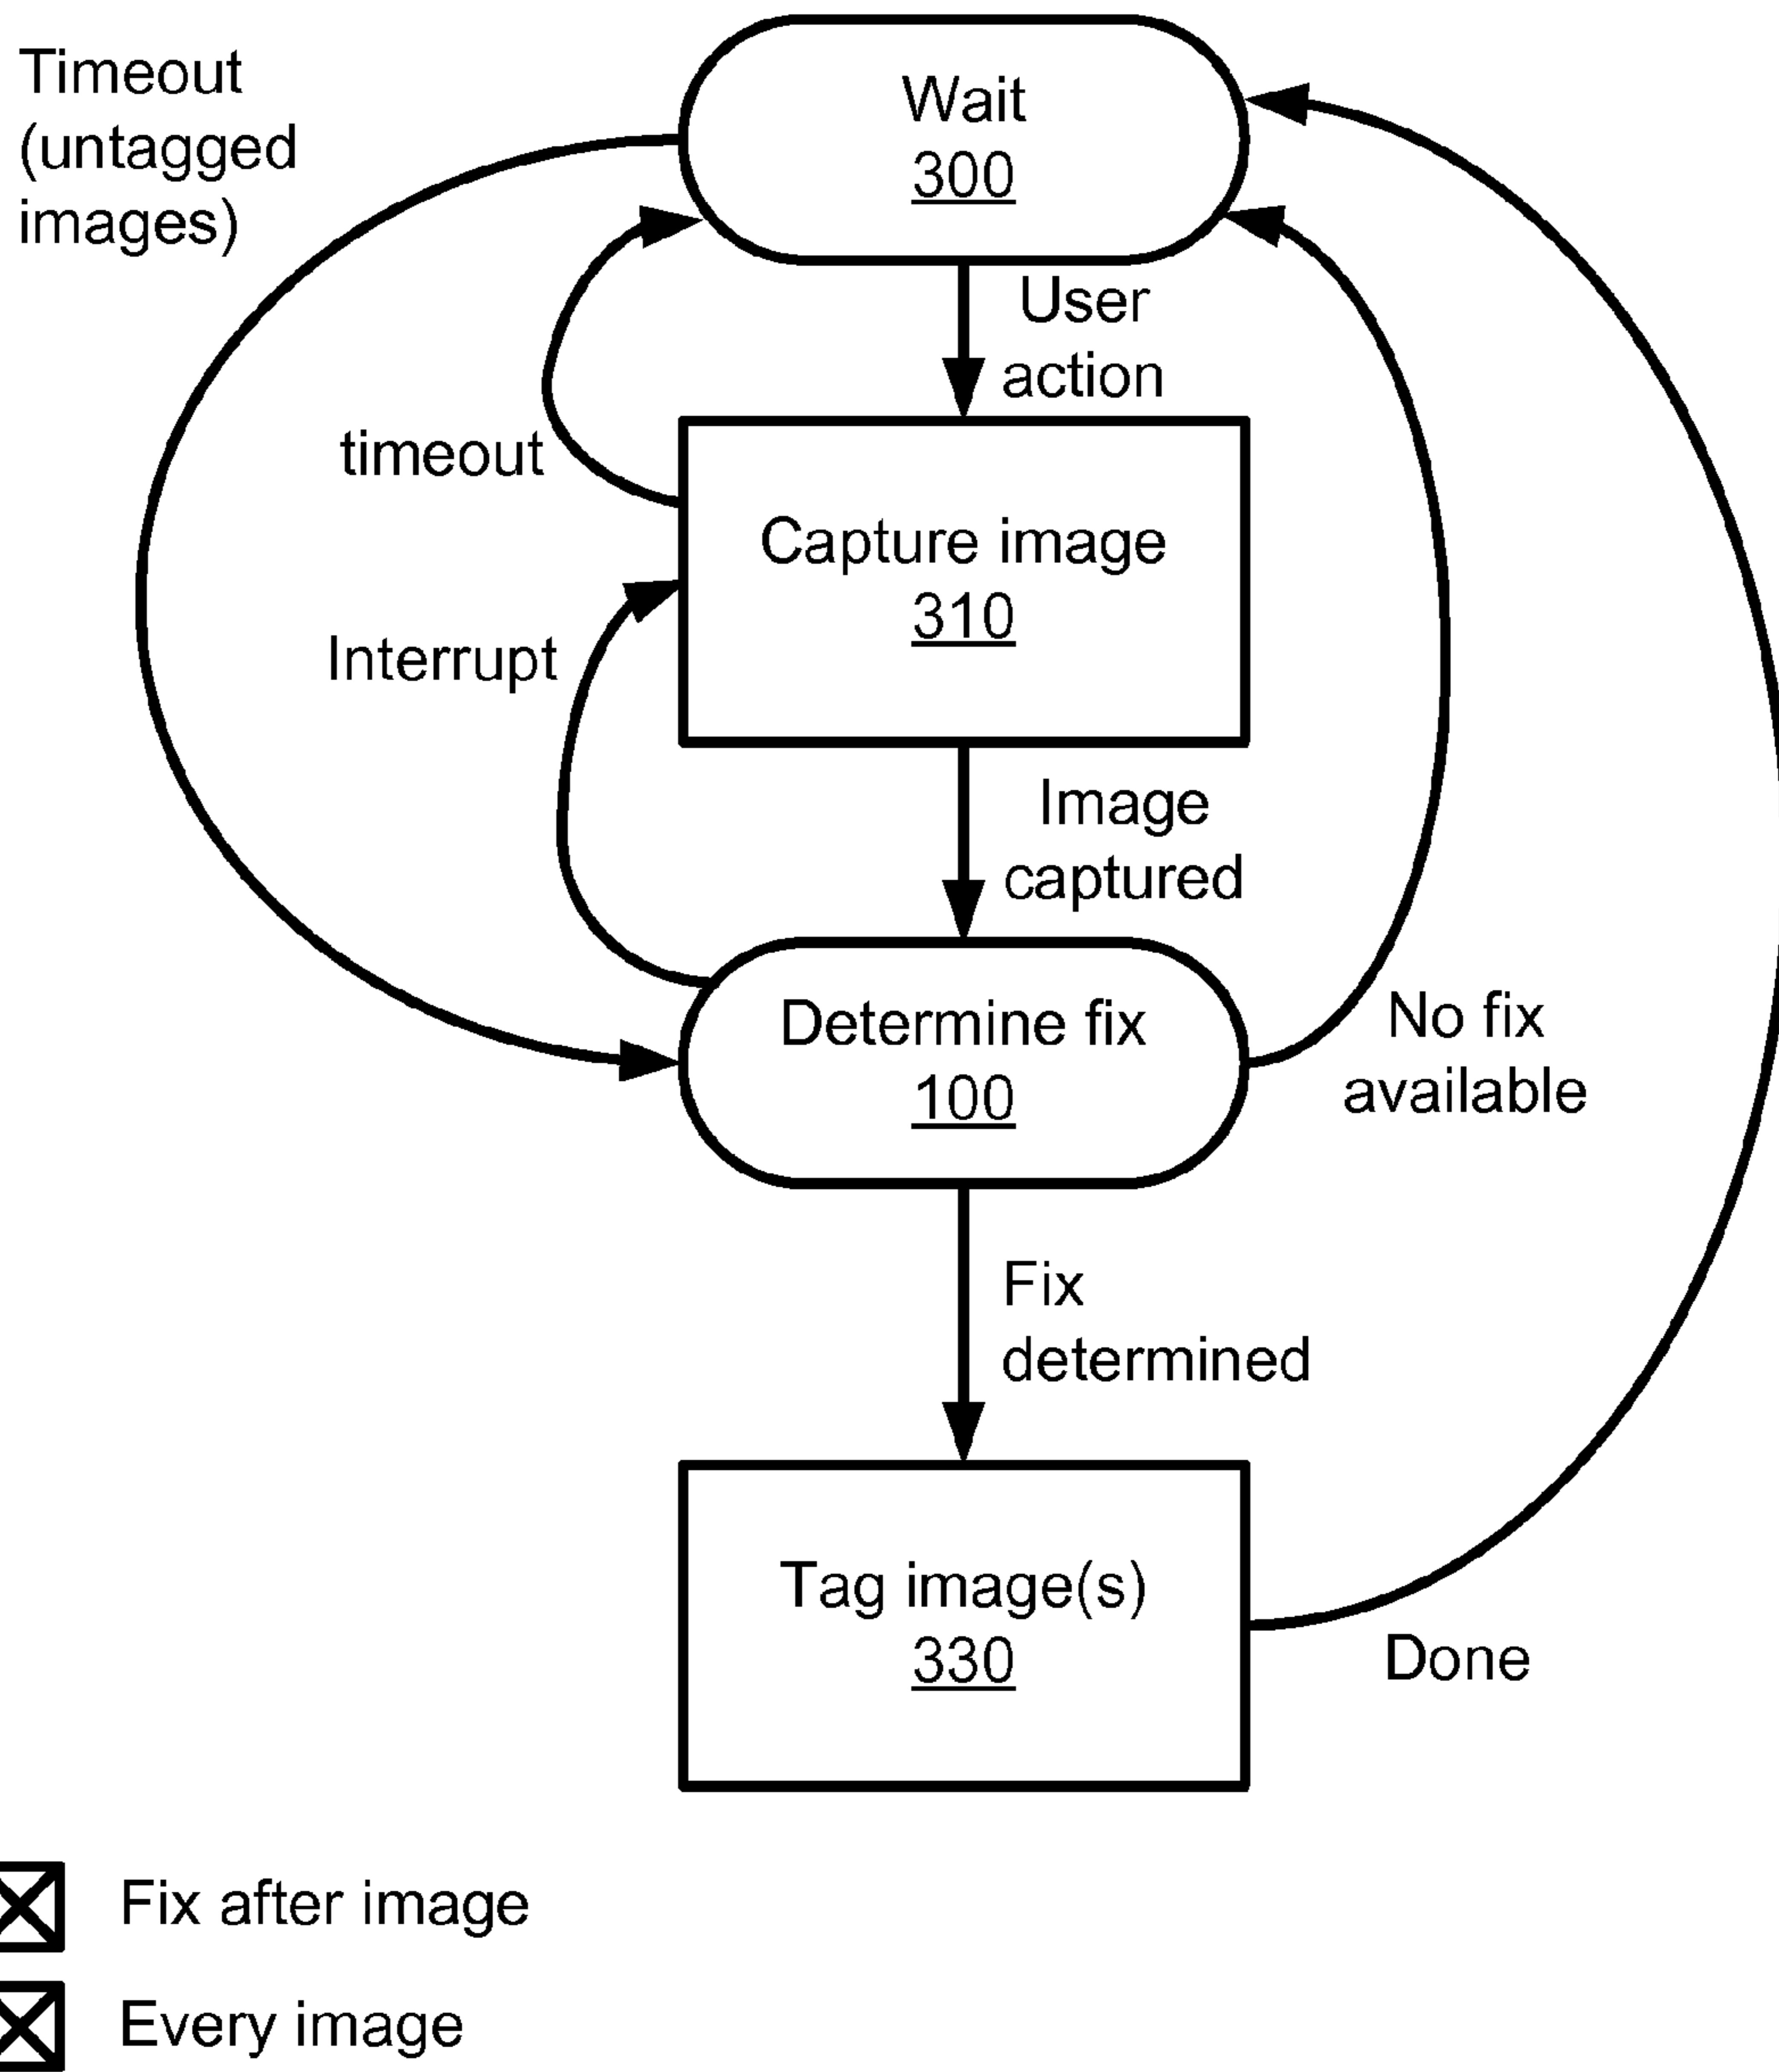 Timeout
(untagged
images)
Wait
300
User
action
timeout
Capture image
310
Interrupt
Image
captured
Determine fix
100
No fix
available
Fix
determined
Tag image(s)
330
Done
Fix after image
Every image